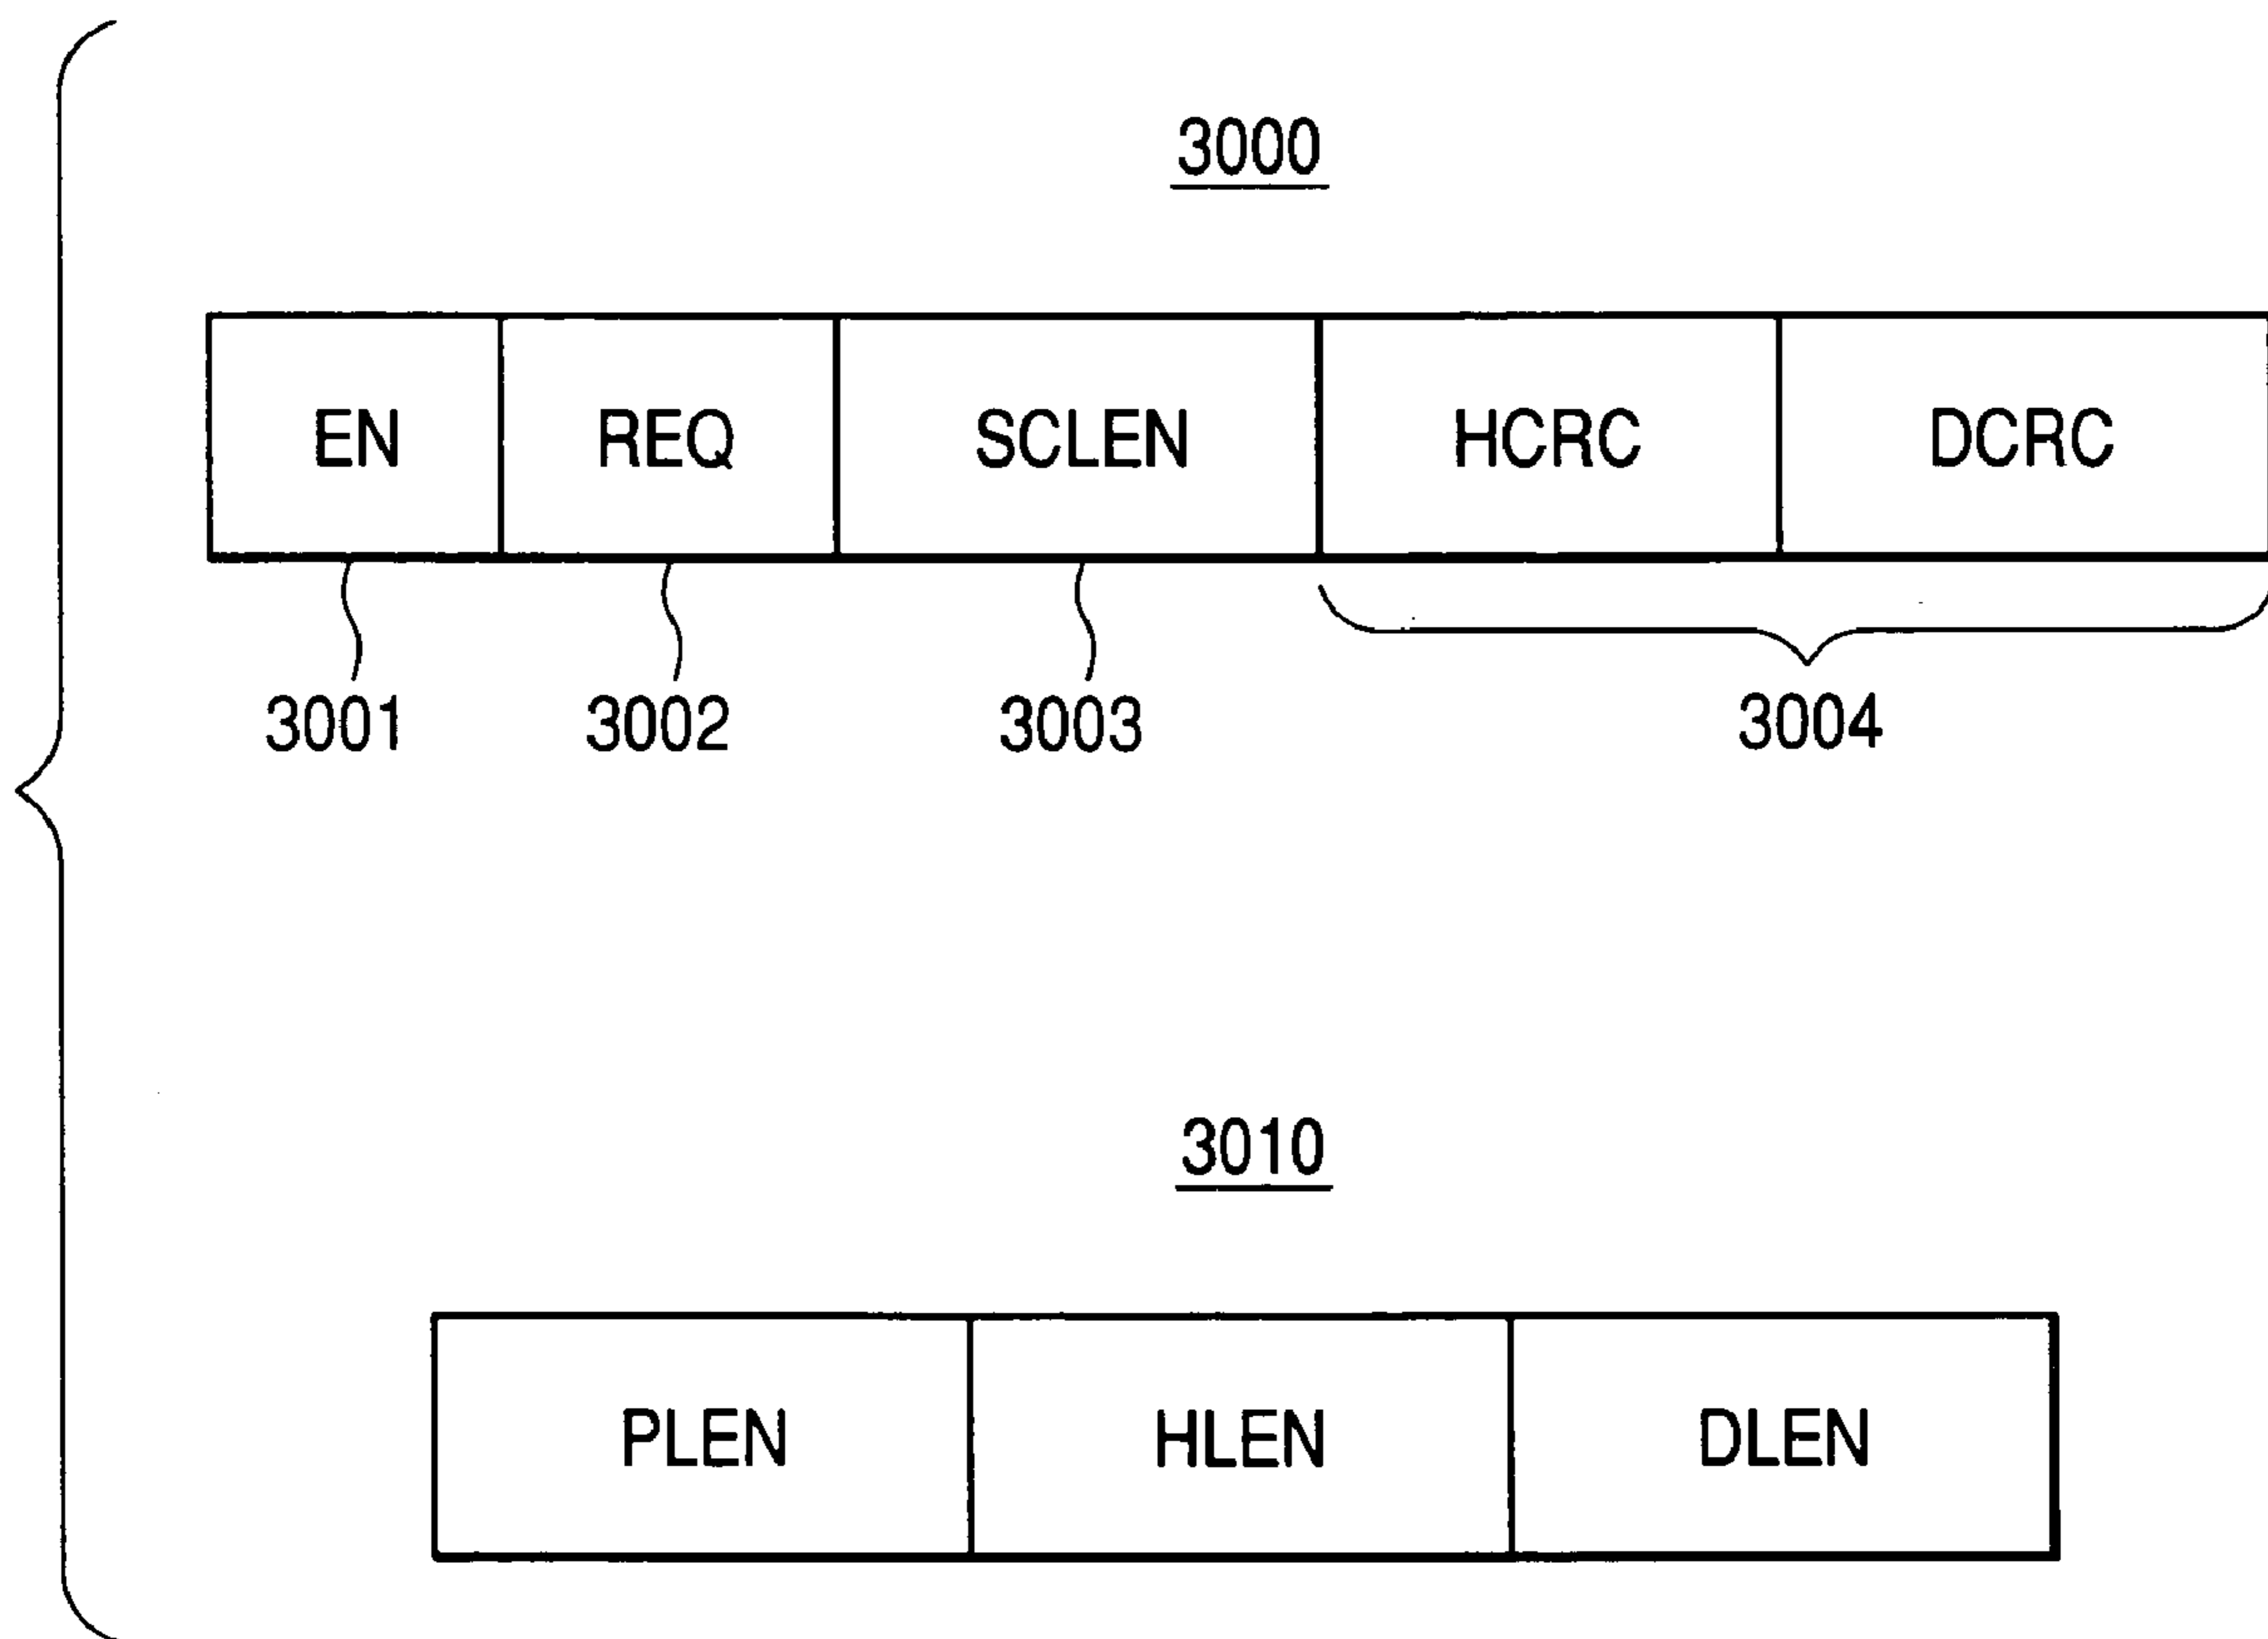 3000
EN REQ SCLEN HCRC DCRC
3001 3002 3003 3004
3010
PLEN HLEN DLEN